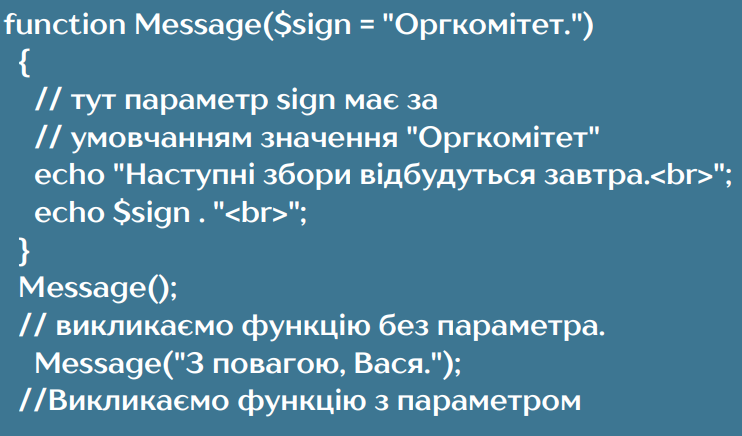 function Message($sign = "Оргкомітет.")
{
// тут параметр sign має за
// умовчанням значення "Оргкомітет"
echo "Наступні збори відбудуться завтра.<br>";
echo $sign . "<br>";
}
Message();
// викликаємо функцію без параметра.
Message("З повагою, Вася.");
//Викликаємо функцію з параметром